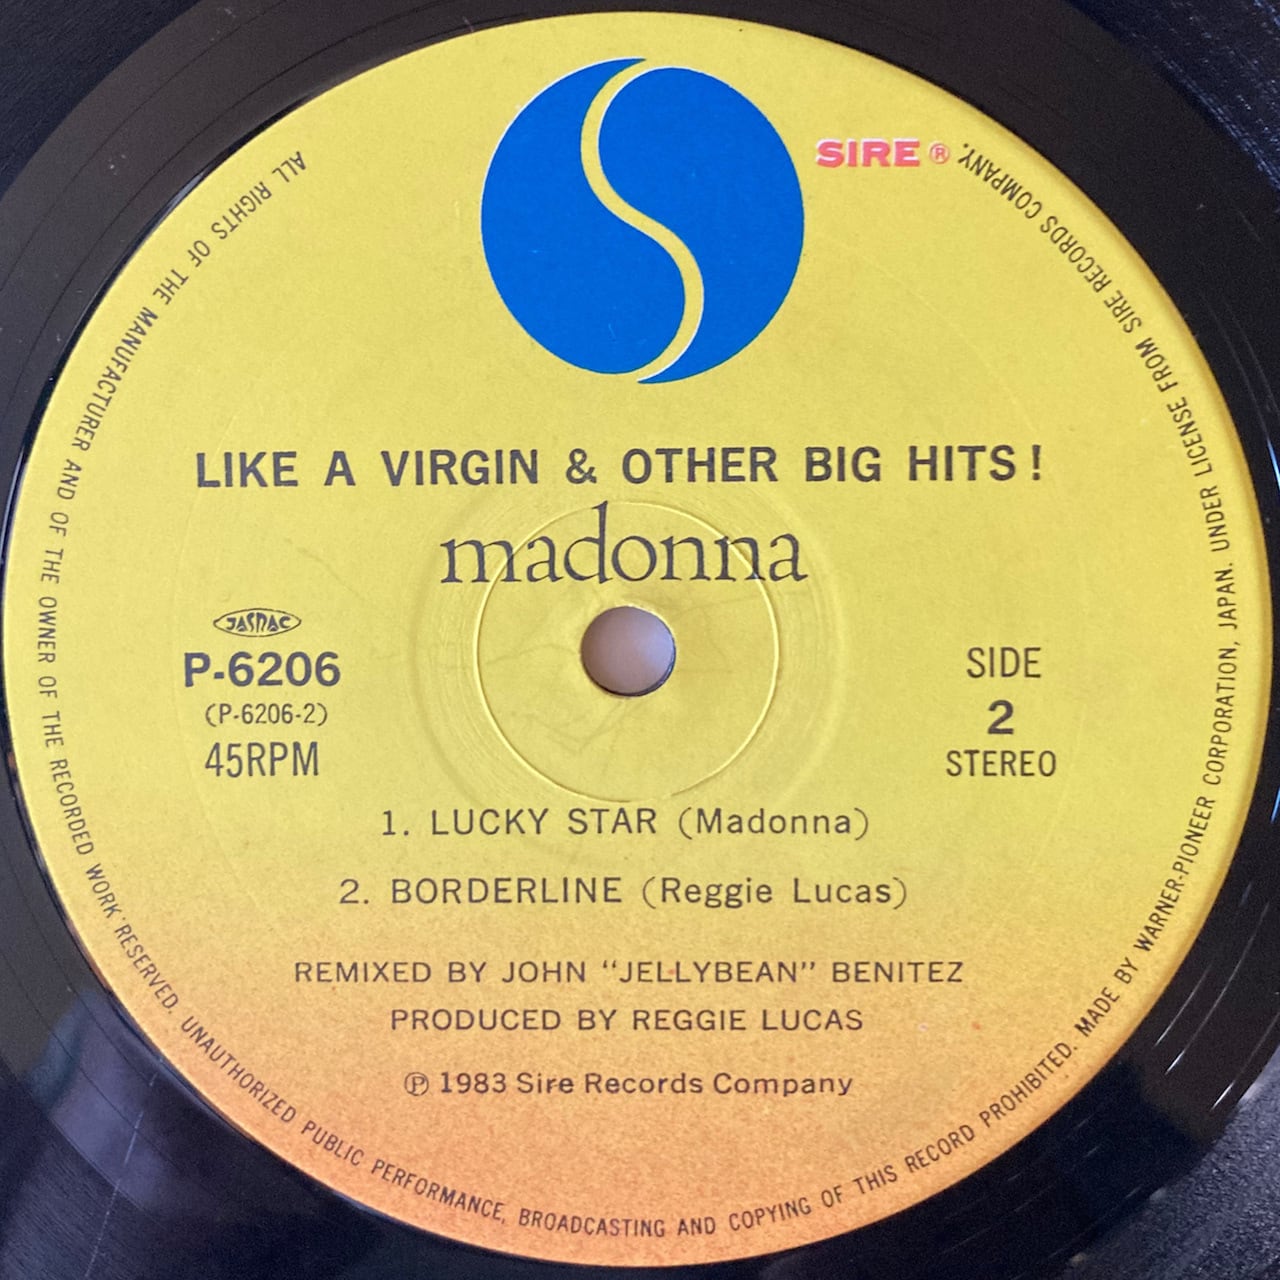 SIRE ®
LIKE A VIRGIN & OTHER BIG HITS!
madonna
JASRAC
P-6206
(P-6206-2)
45RPM
SIDE
2
STEREO
1. LUCKY STAR (Madonna)
2. BORDERLINE (Reggie Lucas)
REMIXED BY JOHN “JELLYBEAN” BENITEZ
PRODUCED BY REGGIE LUCAS
℗ 1983 Sire Records Company
ALL RIGHTS OF THE MANUFACTURER AND OF THE OWNER OF THE RECORDED WORK RESERVED. UNAUTHORIZED PUBLIC PERFORMANCE, BROADCASTING AND COPYING OF THIS RECORD PROHIBITED. MADE BY WARNER-PIONEER CORPORATION, JAPAN. UNDER LICENSE FROM SIRE RECORDS COMPANY.